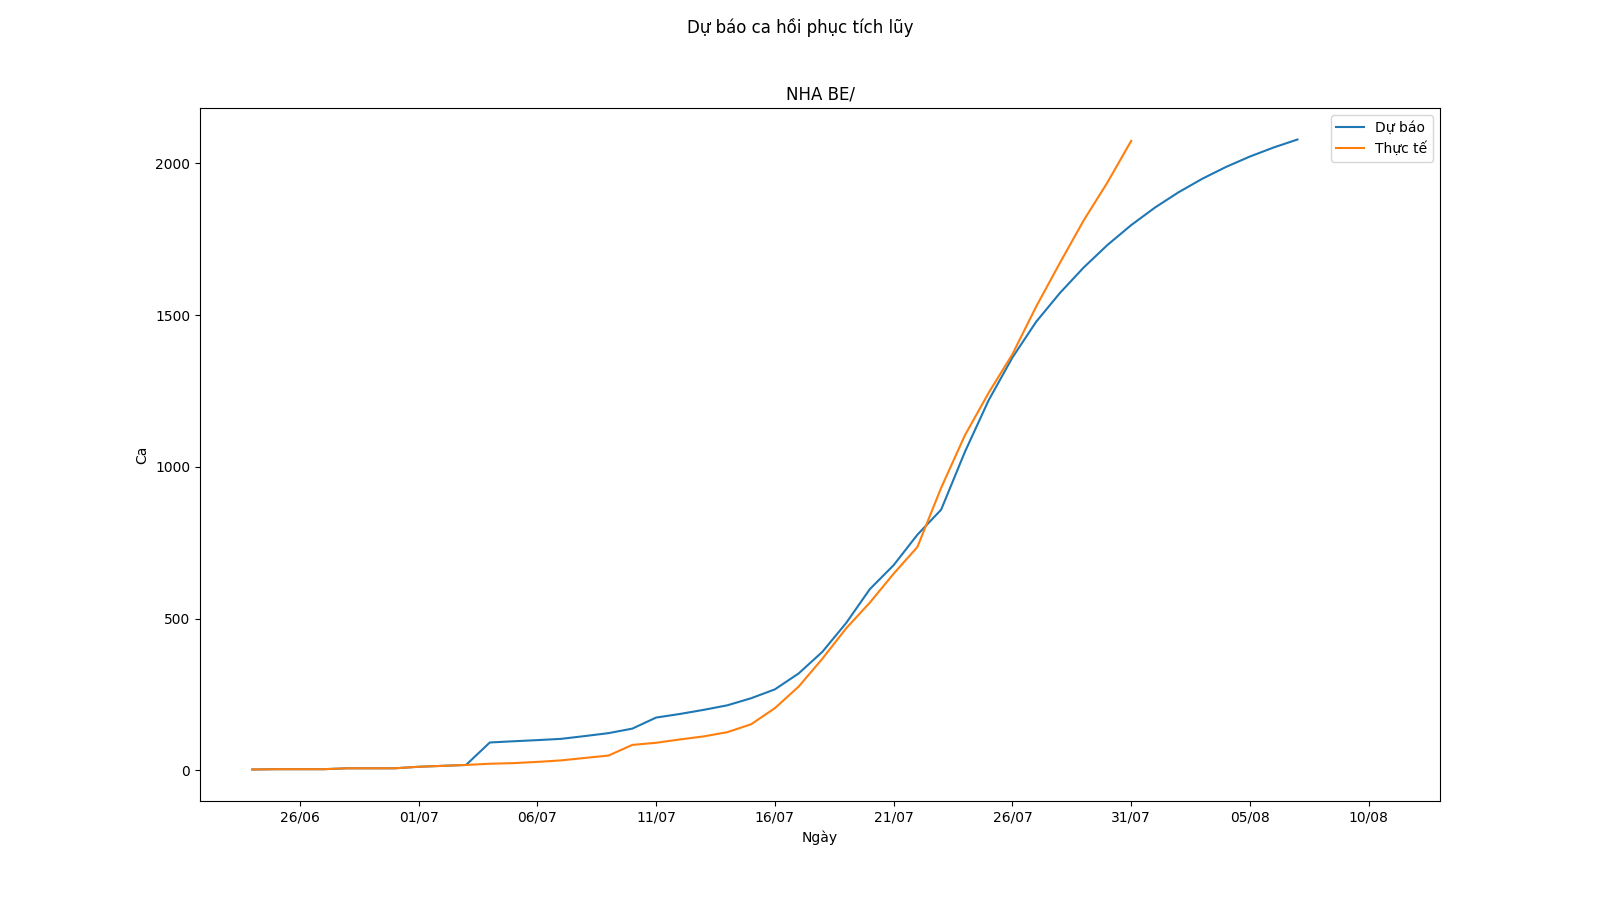 Dự báo ca hồi phục tích lũy
NHA BE/
Dự báo
Thực tế
2000
1500
1000
500
0
Ca
26/06
01/07
06/07
11/07
16/07
21/07
26/07
31/07
05/08
10/08
Ngày